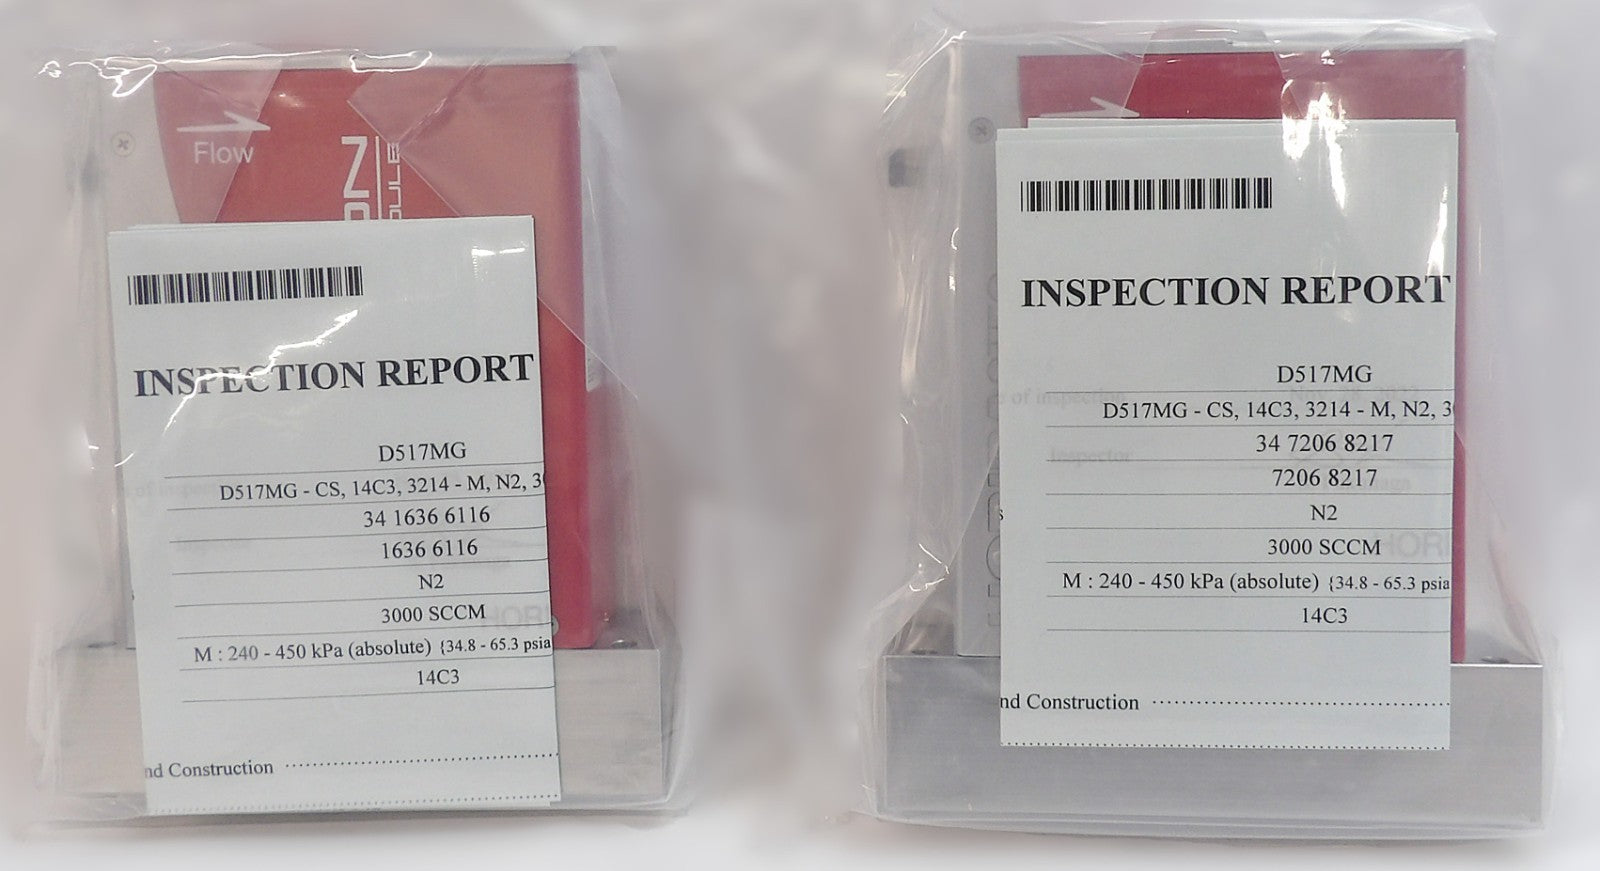 Flow
INSPECTION REPORT
D517MG
D517MG - CS, 14C3, 3214 - M, N2, 3
34 1636 6116
1636 6116
N2
3000 SCCM
M : 240 - 450 kPa (absolute) {34.8 - 65.3 psia
14C3
nd Construction
INSPECTION REPORT
of inspection
D517MG
D517MG - CS, 14C3, 3214 - M, N2, 3
34 7206 8217
Inspector
7206 8217
N2
3000 SCCM
M : 240 - 450 kPa (absolute) {34.8 - 65.3 psia
14C3
nd Construction